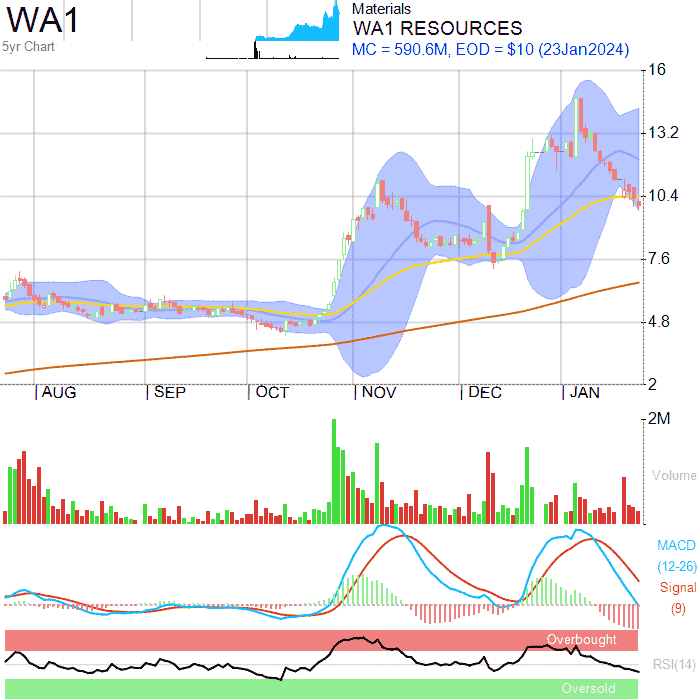 WA1
5yr Chart
Materials
WA1 RESOURCES
MC = 590.6M, EOD = $10 (23Jan2024)
16
13.2
10.4
7.6
4.8
2
AUG SEP OCT NOV DEC JAN
2M
Volume
MACD
(12-26)
Signal
(9)
Overbought
RSI(14)
Oversold